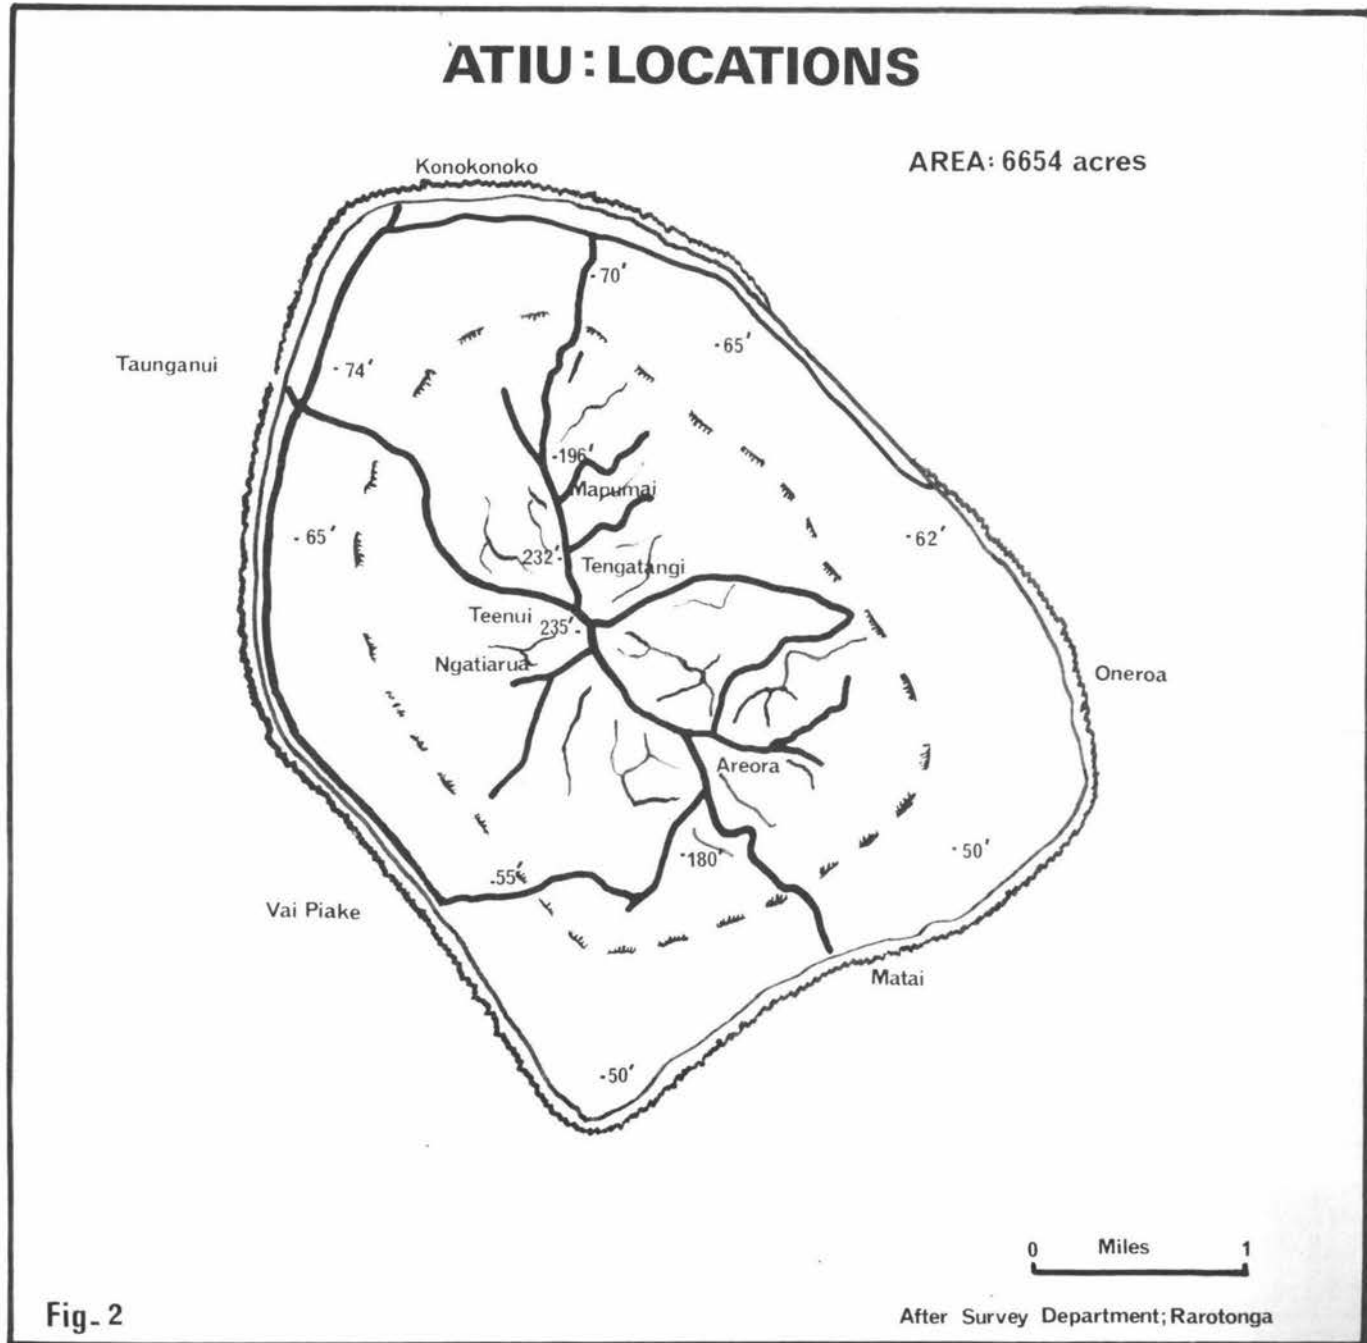 ATIU: LOCATIONS
AREA: 6654 acres
Konokonoko
-70'
-65'
Taunganui
-74'
-196'
Mapumai
-65'
-62'
232'-
Tengatangi
Teenui
235'-
Ngatiarua
Oneroa
Areora
-50'
-180'
-55'
Vai Piake
Matai
-50'
0 Miles 1
Fig- 2
After Survey Department; Rarotonga